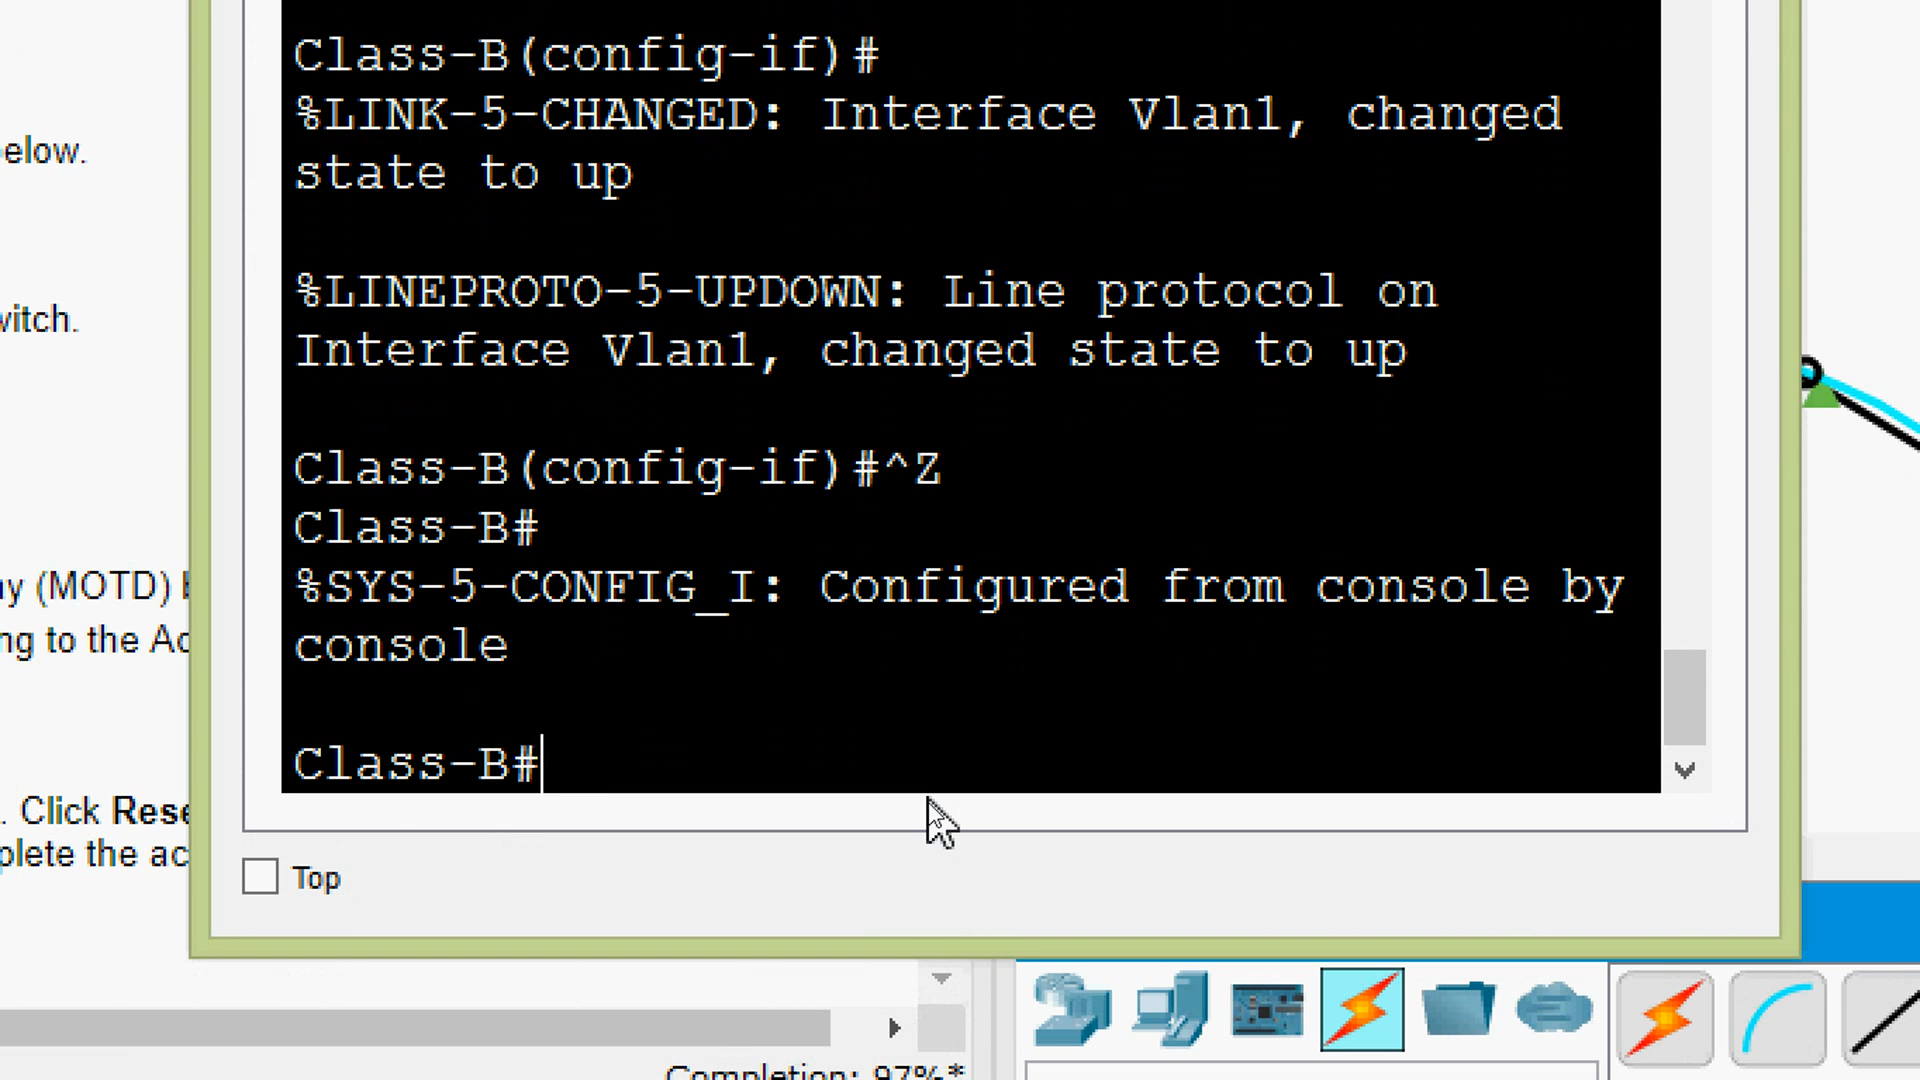 Class-B(config-if)#
%LINK-5-CHANGED: Interface Vlan1, changed
state to up
elow.
witch.
%LINEPROTO-5-UPDOWN: Line protocol on
Interface Vlan1, changed state to up
Class-B(config-if)#^Z
Class-B#
%SYS-5-CONFIG_I: Configured from console by
console
Class-B#
ay (MOTD)
ng to the Ac
. Click Rese
plete the ac
Top
Completion: 97%*